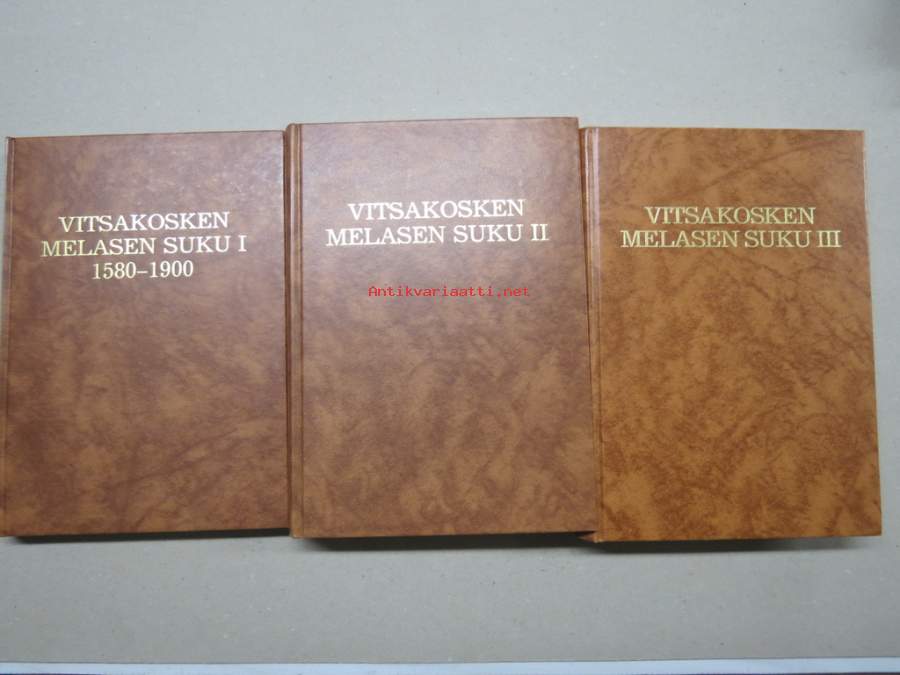 VITSAKOSKEN
MELASEN SUKU I
1580–1900
VITSAKOSKEN
MELASEN SUKU II
Antikvariaatti.net
VITSAKOSKEN
MELASEN SUKU III